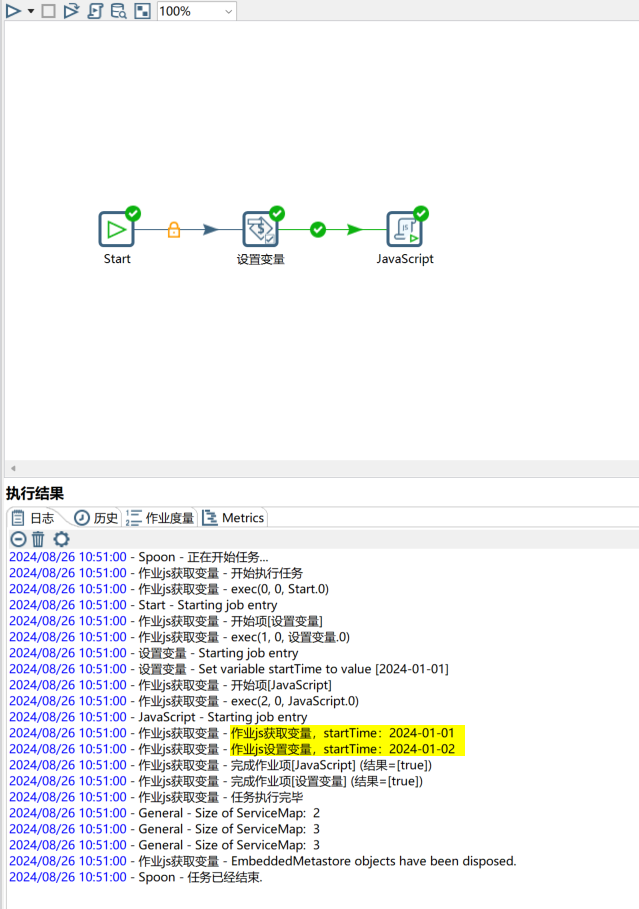 100%
Start
设置变量
JavaScript
执行结果
日志 历史 作业度量 Metrics
2024/08/26 10:51:00 - Spoon - 正在开始任务...
2024/08/26 10:51:00 - 作业js获取变量 - 开始执行任务
2024/08/26 10:51:00 - 作业js获取变量 - exec(0, 0, Start.0)
2024/08/26 10:51:00 - Start - Starting job entry
2024/08/26 10:51:00 - 作业js获取变量 - 开始项[设置变量]
2024/08/26 10:51:00 - 作业js获取变量 - exec(1, 0, 设置变量.0)
2024/08/26 10:51:00 - 设置变量 - Starting job entry
2024/08/26 10:51:00 - 设置变量 - Set variable startTime to value [2024-01-01]
2024/08/26 10:51:00 - 作业js获取变量 - 开始项[JavaScript]
2024/08/26 10:51:00 - 作业js获取变量 - exec(2, 0, JavaScript.0)
2024/08/26 10:51:00 - JavaScript - Starting job entry
2024/08/26 10:51:00 - 作业js获取变量 - 作业js获取变量，startTime：2024-01-01
2024/08/26 10:51:00 - 作业js获取变量 - 作业js设置变量，startTime：2024-01-02
2024/08/26 10:51:00 - 作业js获取变量 - 完成作业项[JavaScript] (结果=[true])
2024/08/26 10:51:00 - 作业js获取变量 - 完成作业项[设置变量] (结果=[true])
2024/08/26 10:51:00 - 作业js获取变量 - 任务执行完毕
2024/08/26 10:51:00 - General - Size of ServiceMap: 2
2024/08/26 10:51:00 - General - Size of ServiceMap: 3
2024/08/26 10:51:00 - General - Size of ServiceMap: 3
2024/08/26 10:51:00 - 作业js获取变量 - EmbeddedMetastore objects have been disposed.
2024/08/26 10:51:00 - Spoon - 任务已经结束.